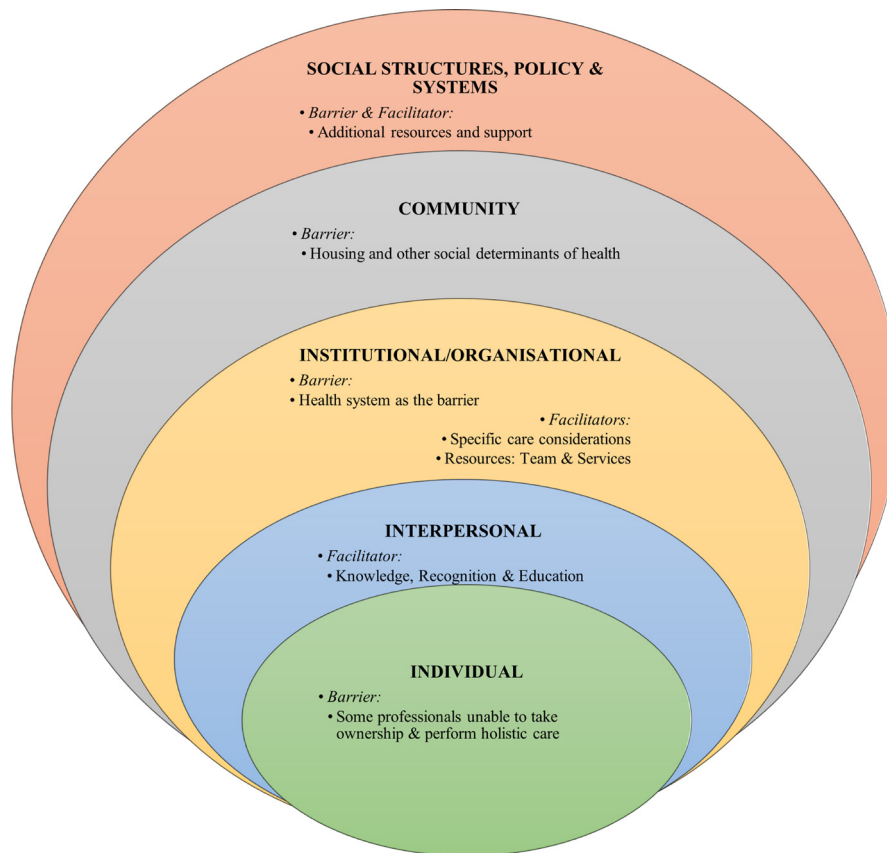 SOCIAL STRUCTURES, POLICY &
SYSTEMS
• Barrier & Facilitator:
• Additional resources and support
COMMUNITY
• Barrier:
• Housing and other social determinants of health
INSTITUTIONAL/ORGANISATIONAL
• Barrier:
• Health system as the barrier
• Facilitators:
• Specific care considerations
• Resources: Team & Services
INTERPERSONAL
• Facilitator:
• Knowledge, Recognition & Education
INDIVIDUAL
• Barrier:
• Some professionals unable to take
ownership & perform holistic care